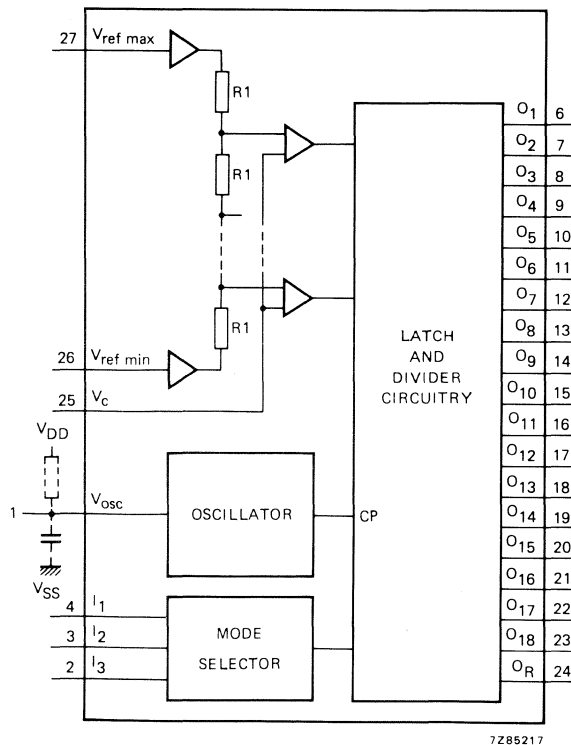 27 Vref max
R1
R1
R1
26 Vref min
25 Vc
VDD
1 VOSC
VSS
OSCILLATOR
CP
4 I1
3 I2
2 I3
MODE
SELECTOR
LATCH
AND
DIVIDER
CIRCUITRY
O1 6
O2 7
O3 8
O4 9
O5 10
O6 11
O7 12
O8 13
O9 14
O10 15
O11 16
O12 17
O13 18
O14 19
O15 20
O16 21
O17 22
O18 23
OR 24
7Z85217